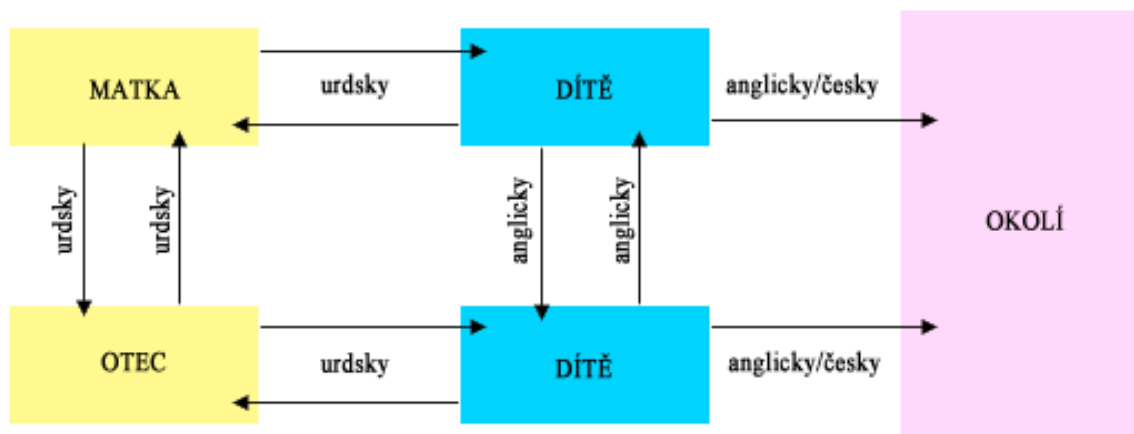 MATKA
urdsky
DÍTĚ
anglicky/česky
urdsky
urdsky
anglicky
anglicky
OKOLÍ
OTEC
urdsky
DÍTĚ
anglicky/česky